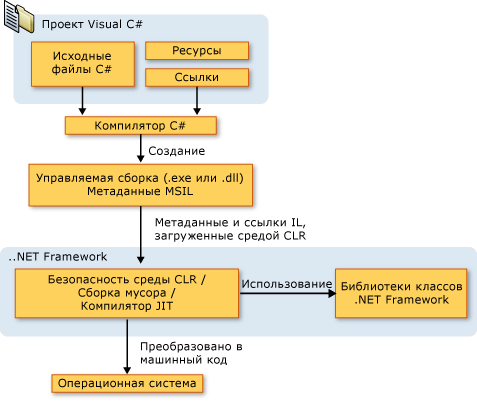 Проект Visual C#
Исходные
файлы C#
Ресурсы
Ссылки
Компилятор C#
Создание
Управляемая сборка (.exe или .dll)
Метаданные MSIL
Метаданные и ссылки IL,
загруженные средой CLR
..NET Framework
Безопасность среды CLR /
Сборка мусора /
Компилятор JIT
Использование
Библиотеки классов
.NET Framework
Преобразовано в
машинный код
Операционная система